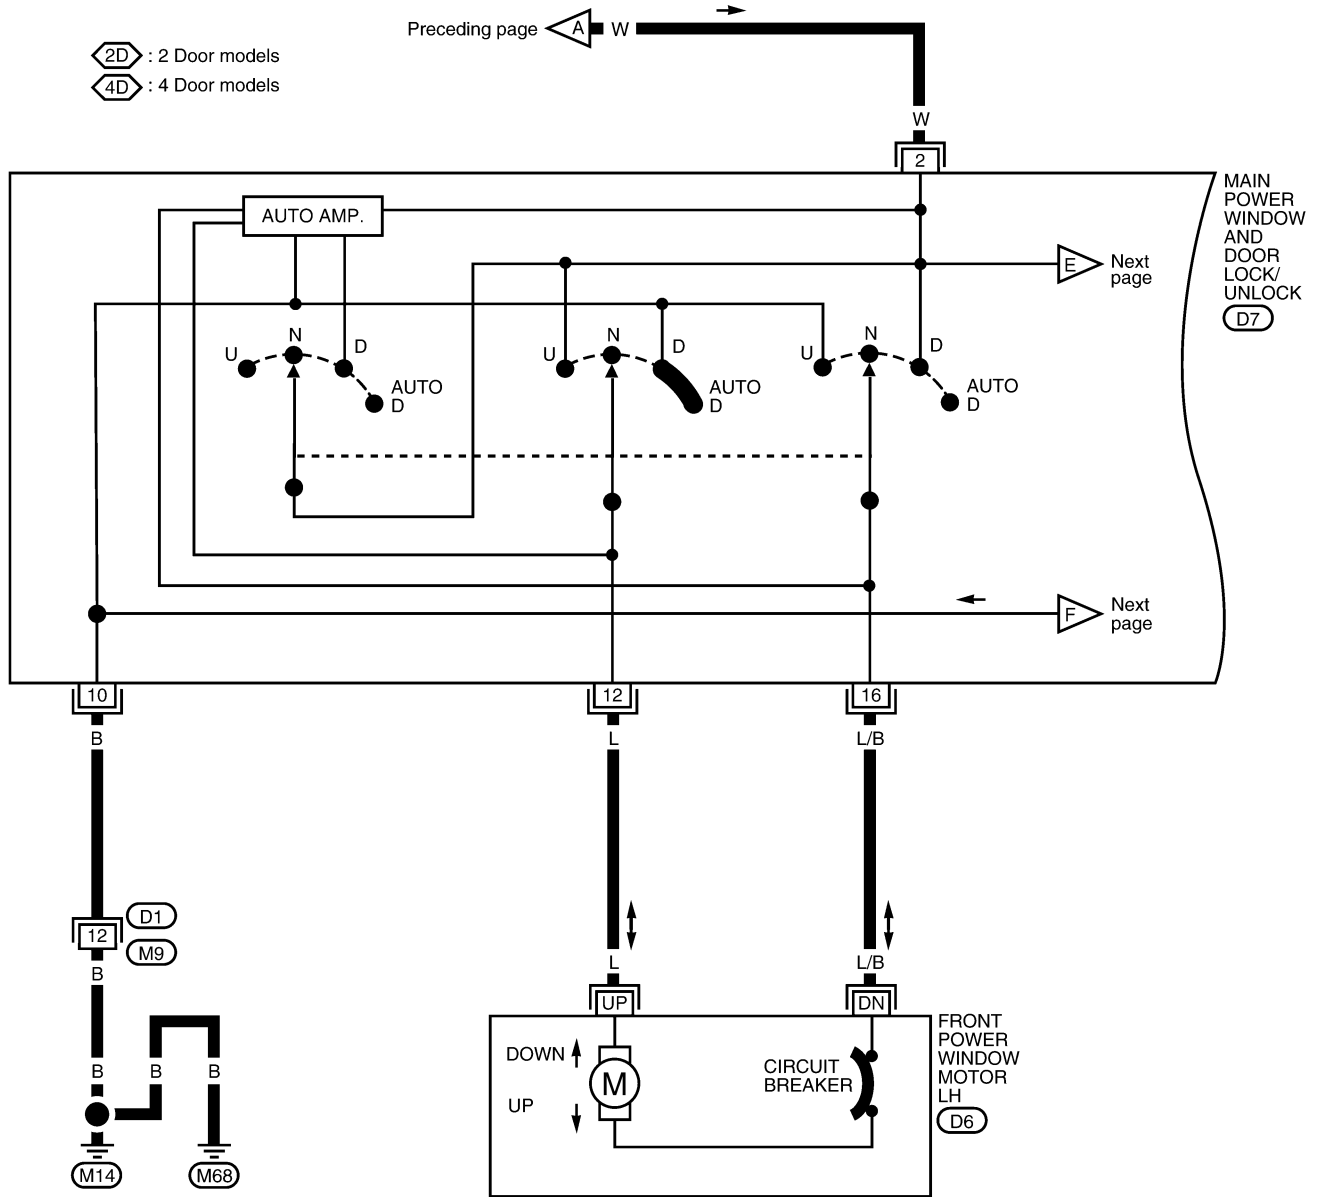 Preceding page A W
2D : 2 Door models
4D : 4 Door models
W
2
MAIN
POWER
WINDOW
AND
DOOR
LOCK/
UNLOCK
D7
AUTO AMP.
E Next
page
U N D
AUTO
D
U N D
AUTO
D
U N D
AUTO
D
F Next
page
10 12 16
B L L/B
D1
12
M9
B
L L/B
UP DN
FRONT
POWER
WINDOW
MOTOR
LH
D6
DOWN
UP
M
CIRCUIT
BREAKER
B B B
M14 M68